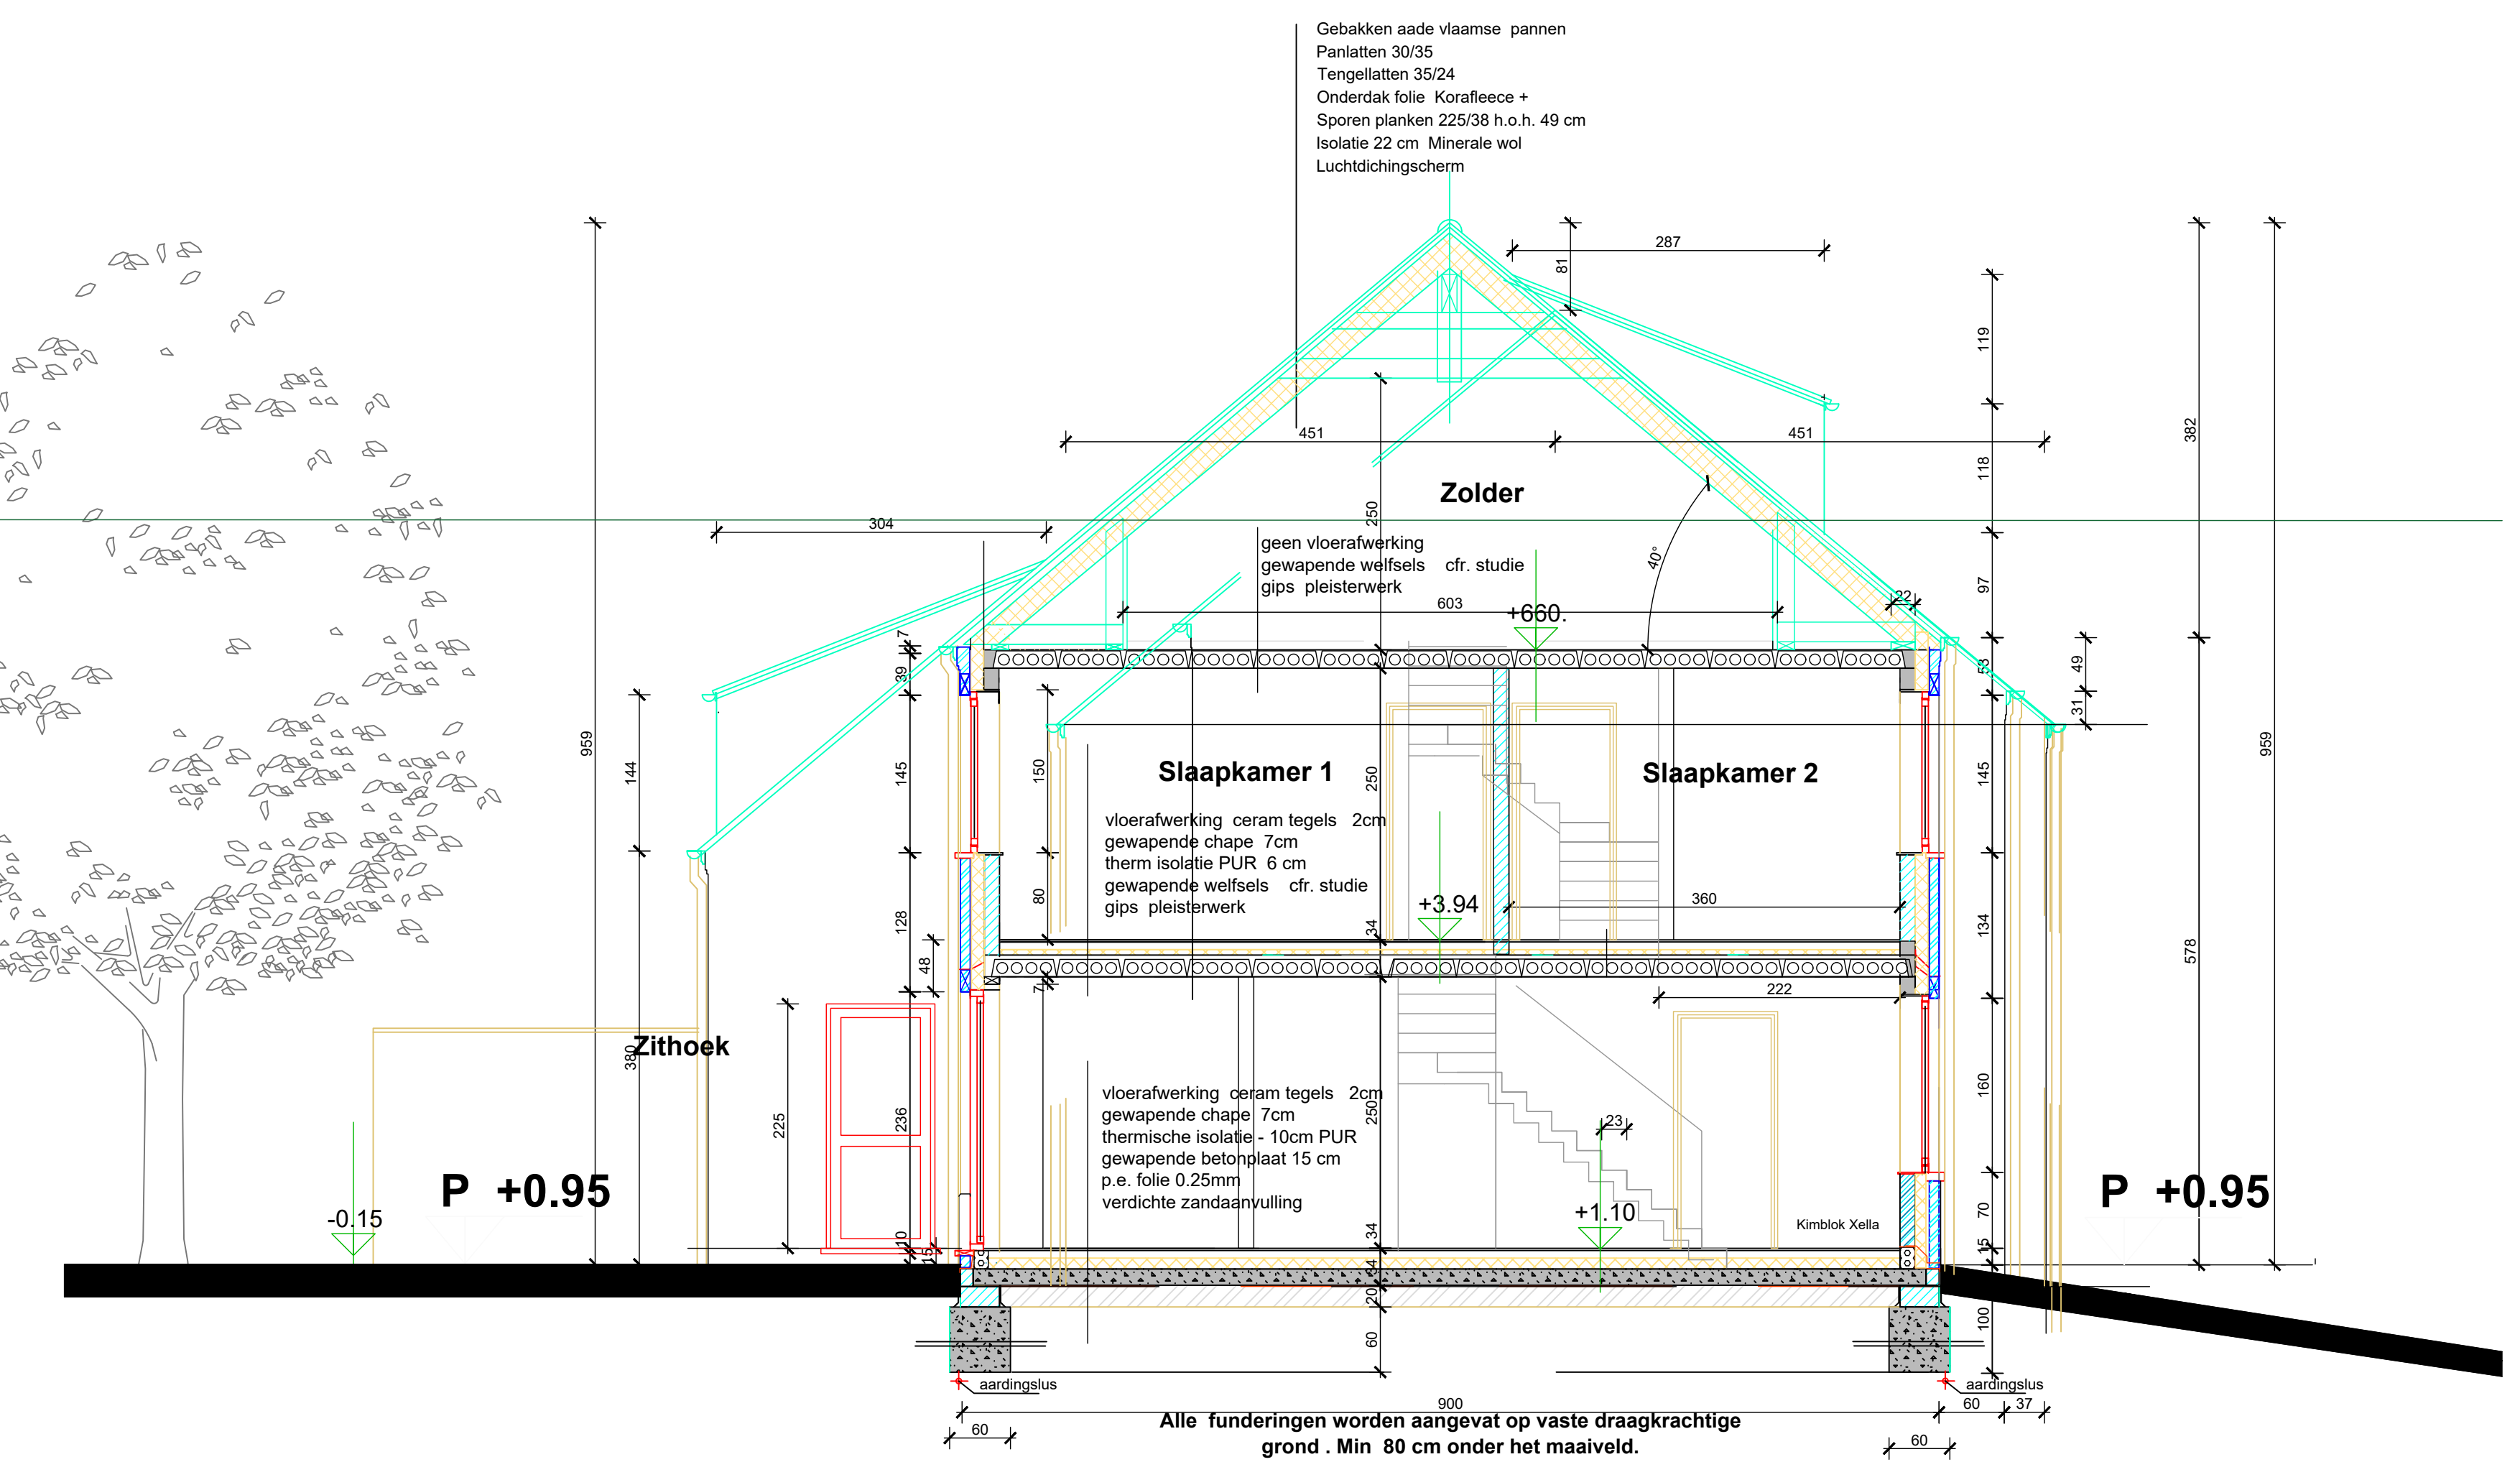 Gebakken aade vlaamse pannen
Panlatten 30/35
Tengellatten 35/24
Onderdak folie Korafleece +
Sporen planken 225/38 h.o.h. 49 cm
Isolatie 22 cm Minerale wol
Luchtdichingscherm
287
81
119
382
451
451
118
Zolder
304
250
40°
geen vloerafwerking
gewapende welfsels cfr. studie
gips pleisterwerk
97
603
+660.
22
7
39
53
49
31
959
959
144
145
150
250
145
Slaapkamer 1
Slaapkamer 2
vloerafwerking ceram tegels 2cm
gewapende chape 7cm
therm isolatie PUR 6 cm
gewapende welfsels cfr. studie
gips pleisterwerk
80
+3.94
360
128
34
134
578
48
7
222
Zithoek
380
225
236
250
160
vloerafwerking ceram tegels 2cm
gewapende chape 7cm
thermische isolatie - 10cm PUR
gewapende betonplaat 15 cm
p.e. folie 0.25mm
verdichte zandaanvulling
23
P +0.95
P +0.95
-0.15
+1.10
Kimblok Xella
70
34
10
15
15
34
20
60
100
aardingslus
aardingslus
900
60
37
Alle funderingen worden aangevat op vaste draagkrachtige
grond . Min 80 cm onder het maaiveld.
60
60